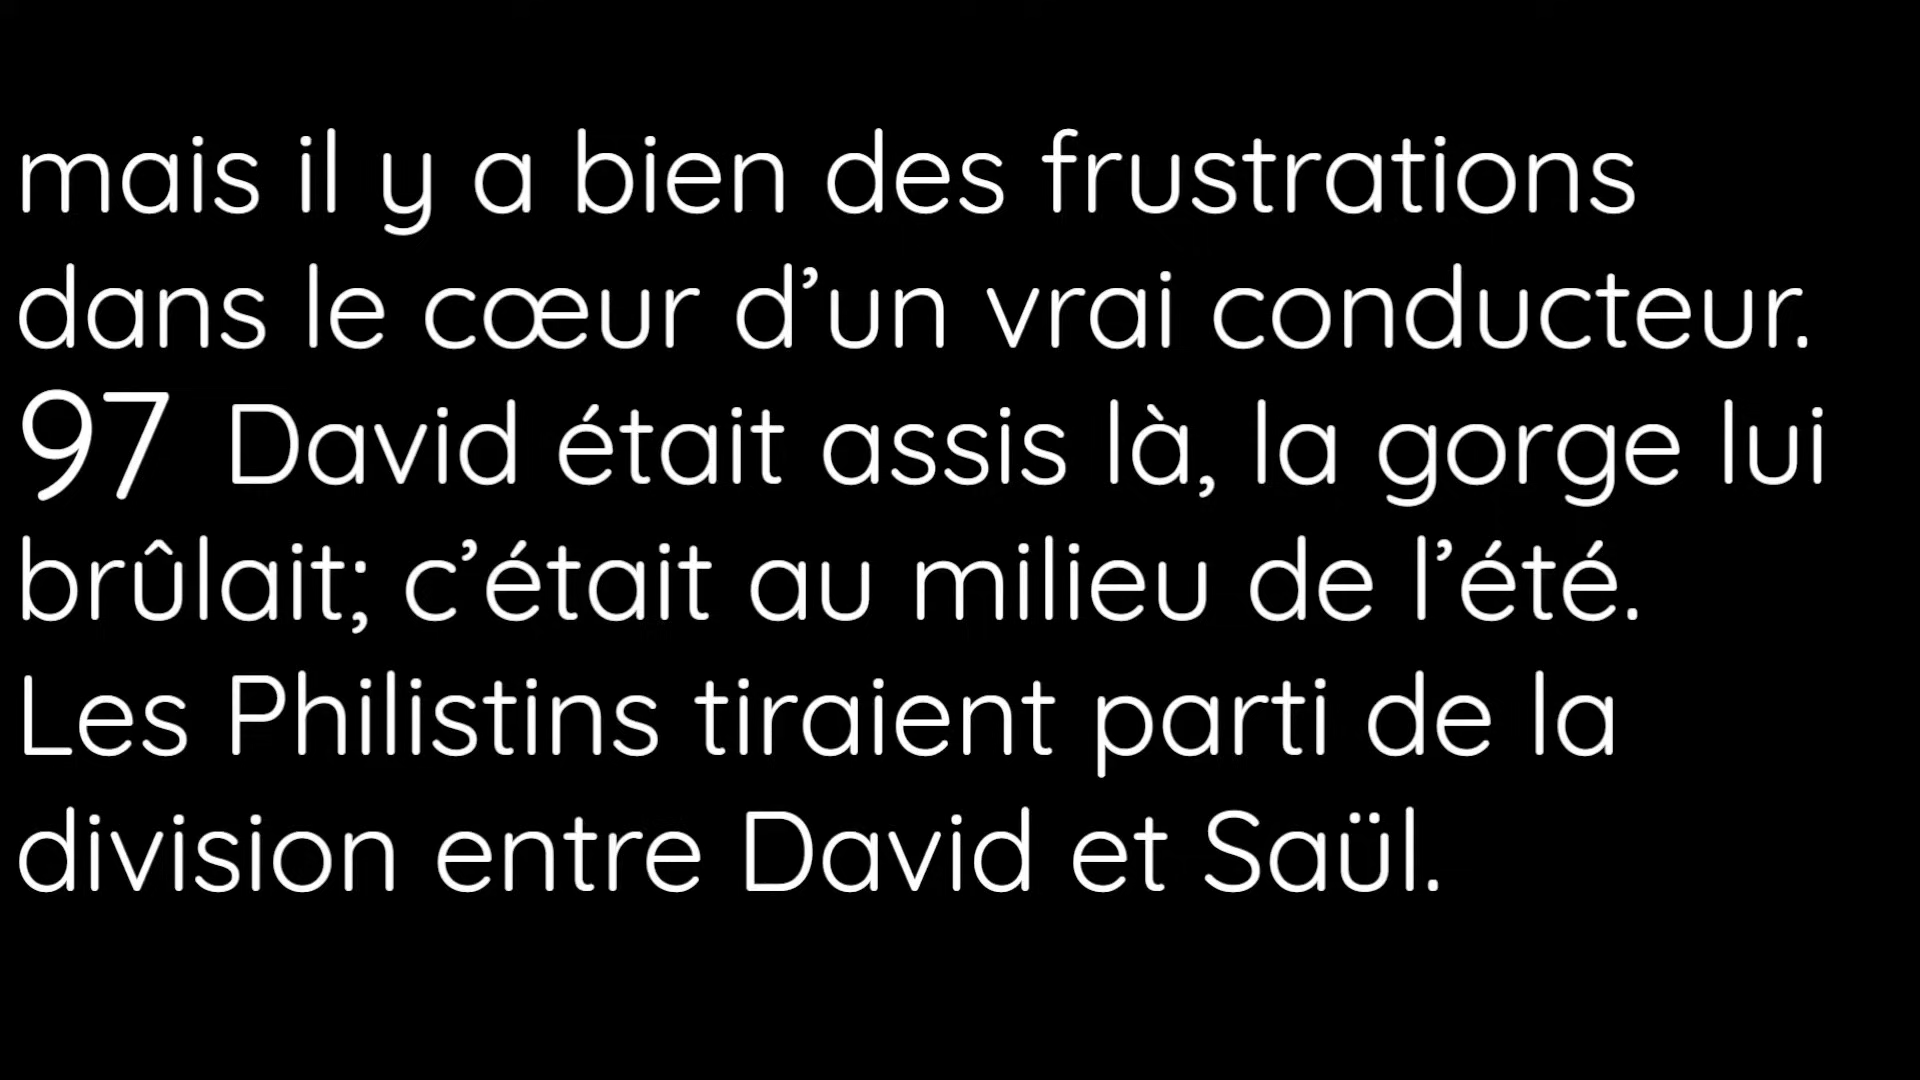 mais il y a bien des frustrations
dans le cœur d’un vrai conducteur.
97 David était assis là, la gorge lui
brûlait; c’était au milieu de l’été.
Les Philistins tiraient parti de la
division entre David et Saül.